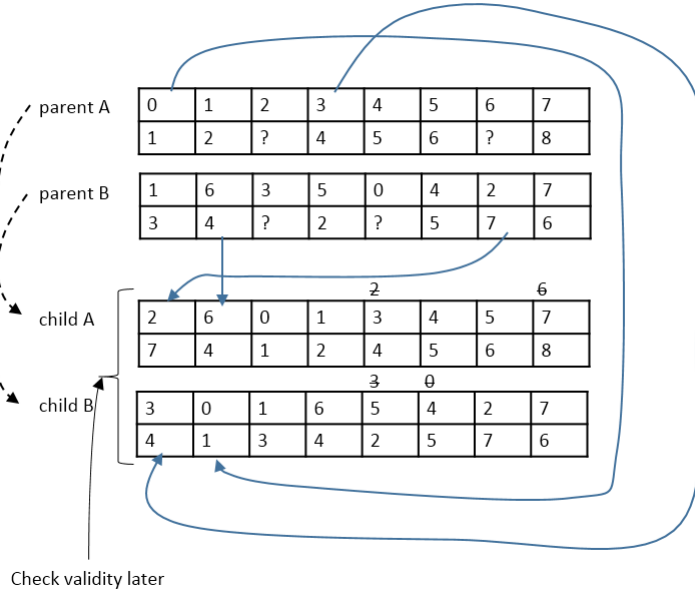 parent A 0 1 2 3 4 5 6 7
1 2 ? 4 5 6 ? 8
parent B 1 6 3 5 0 4 2 7
3 4 ? 2 ? 5 7 6
2 6
child A 2 6 0 1 3 4 5 7
7 4 1 2 4 5 6 8
3 0
child B 3 0 1 6 5 4 2 7
4 1 3 4 2 5 7 6
Check validity later